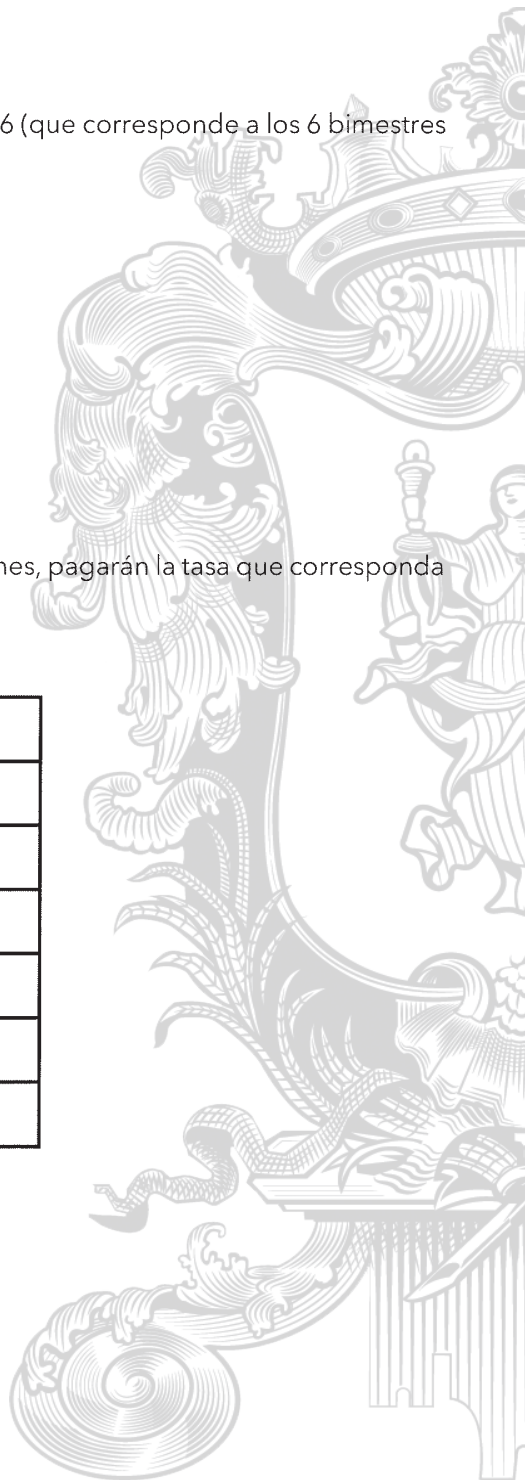 6 (que corresponde a los 6 bimestres
nes, pagarán la tasa que corresponda